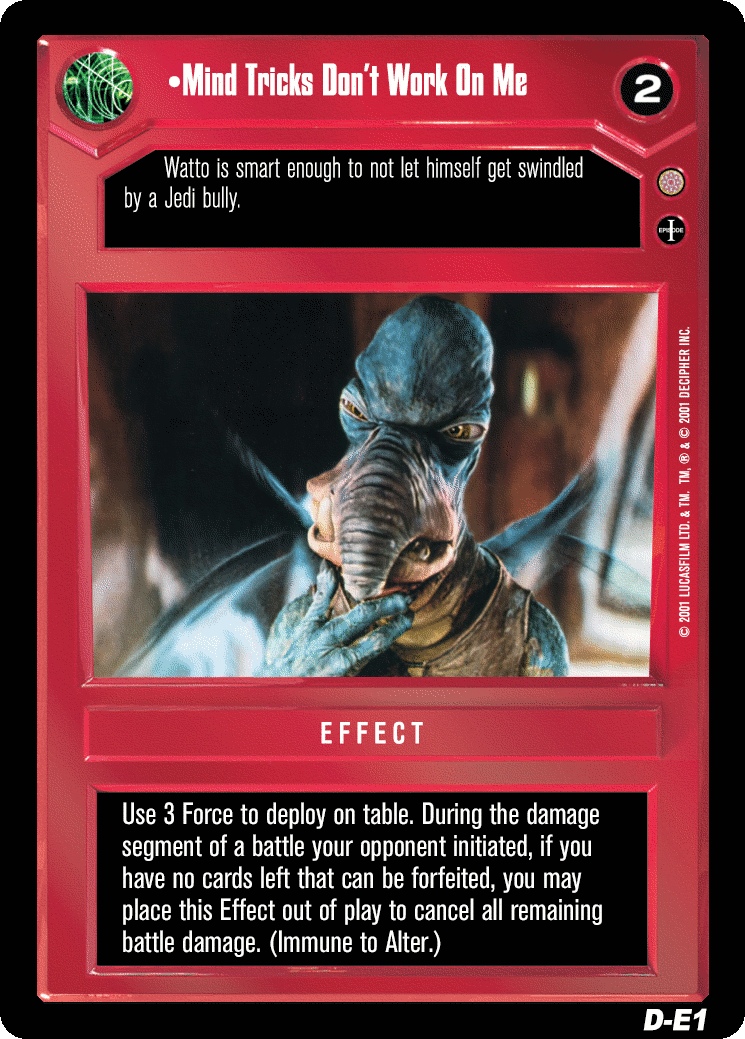 •Mind Tricks Don't Work On Me
2
Watto is smart enough to not let himself get swindled
by a Jedi bully.
EPISODE
I
© 2001 LUCASFILM LTD. & TM. TM, ® & © 2001 DECIPHER INC.
EFFECT
Use 3 Force to deploy on table. During the damage
segment of a battle your opponent initiated, if you
have no cards left that can be forfeited, you may
place this Effect out of play to cancel all remaining
battle damage. (Immune to Alter.)
D-E1